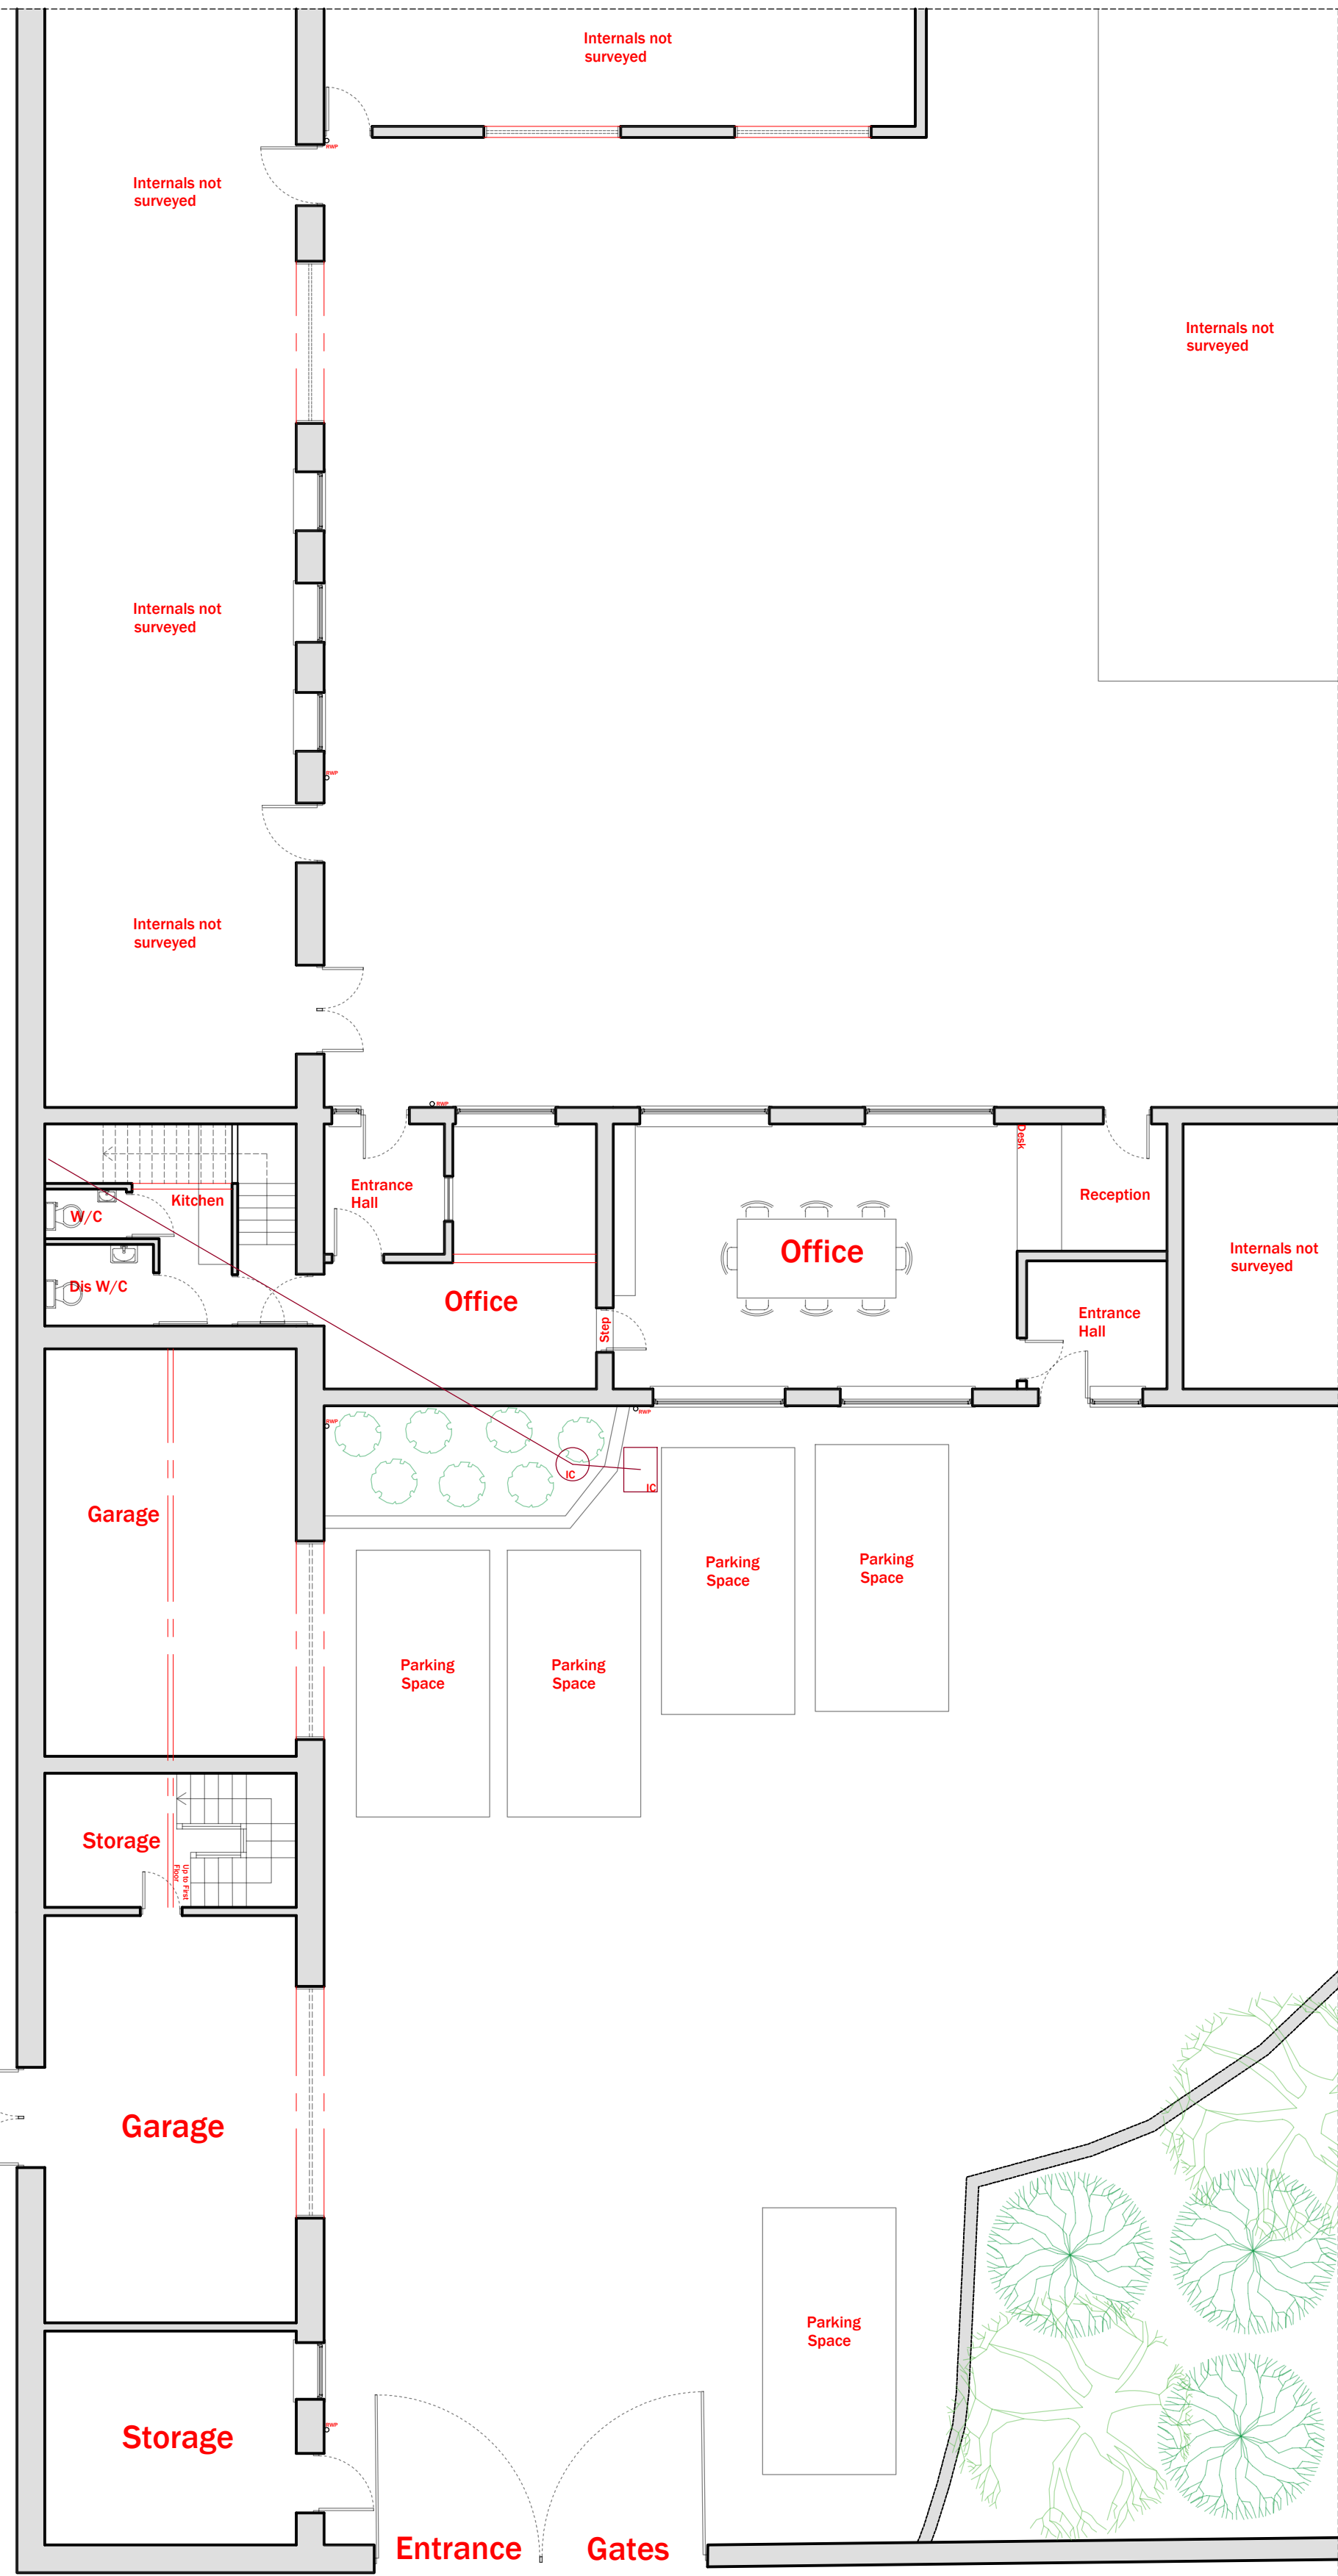 Internals not
surveyed
RWP
Internals not
surveyed
Internals not
surveyed
Internals not
surveyed
RWP
Internals not
surveyed
RWP
Desk
Kitchen
W/C
Entrance
Hall
Reception
Office
Internals not
surveyed
Dis W/C
Office
Step
Entrance
Hall
RWP
RWP
IC
IC
Garage
Parking
Space
Parking
Space
Parking
Space
Parking
Space
Storage
Up to First
Floor
Garage
Parking
Space
RWP
Storage
Entrance
Gates